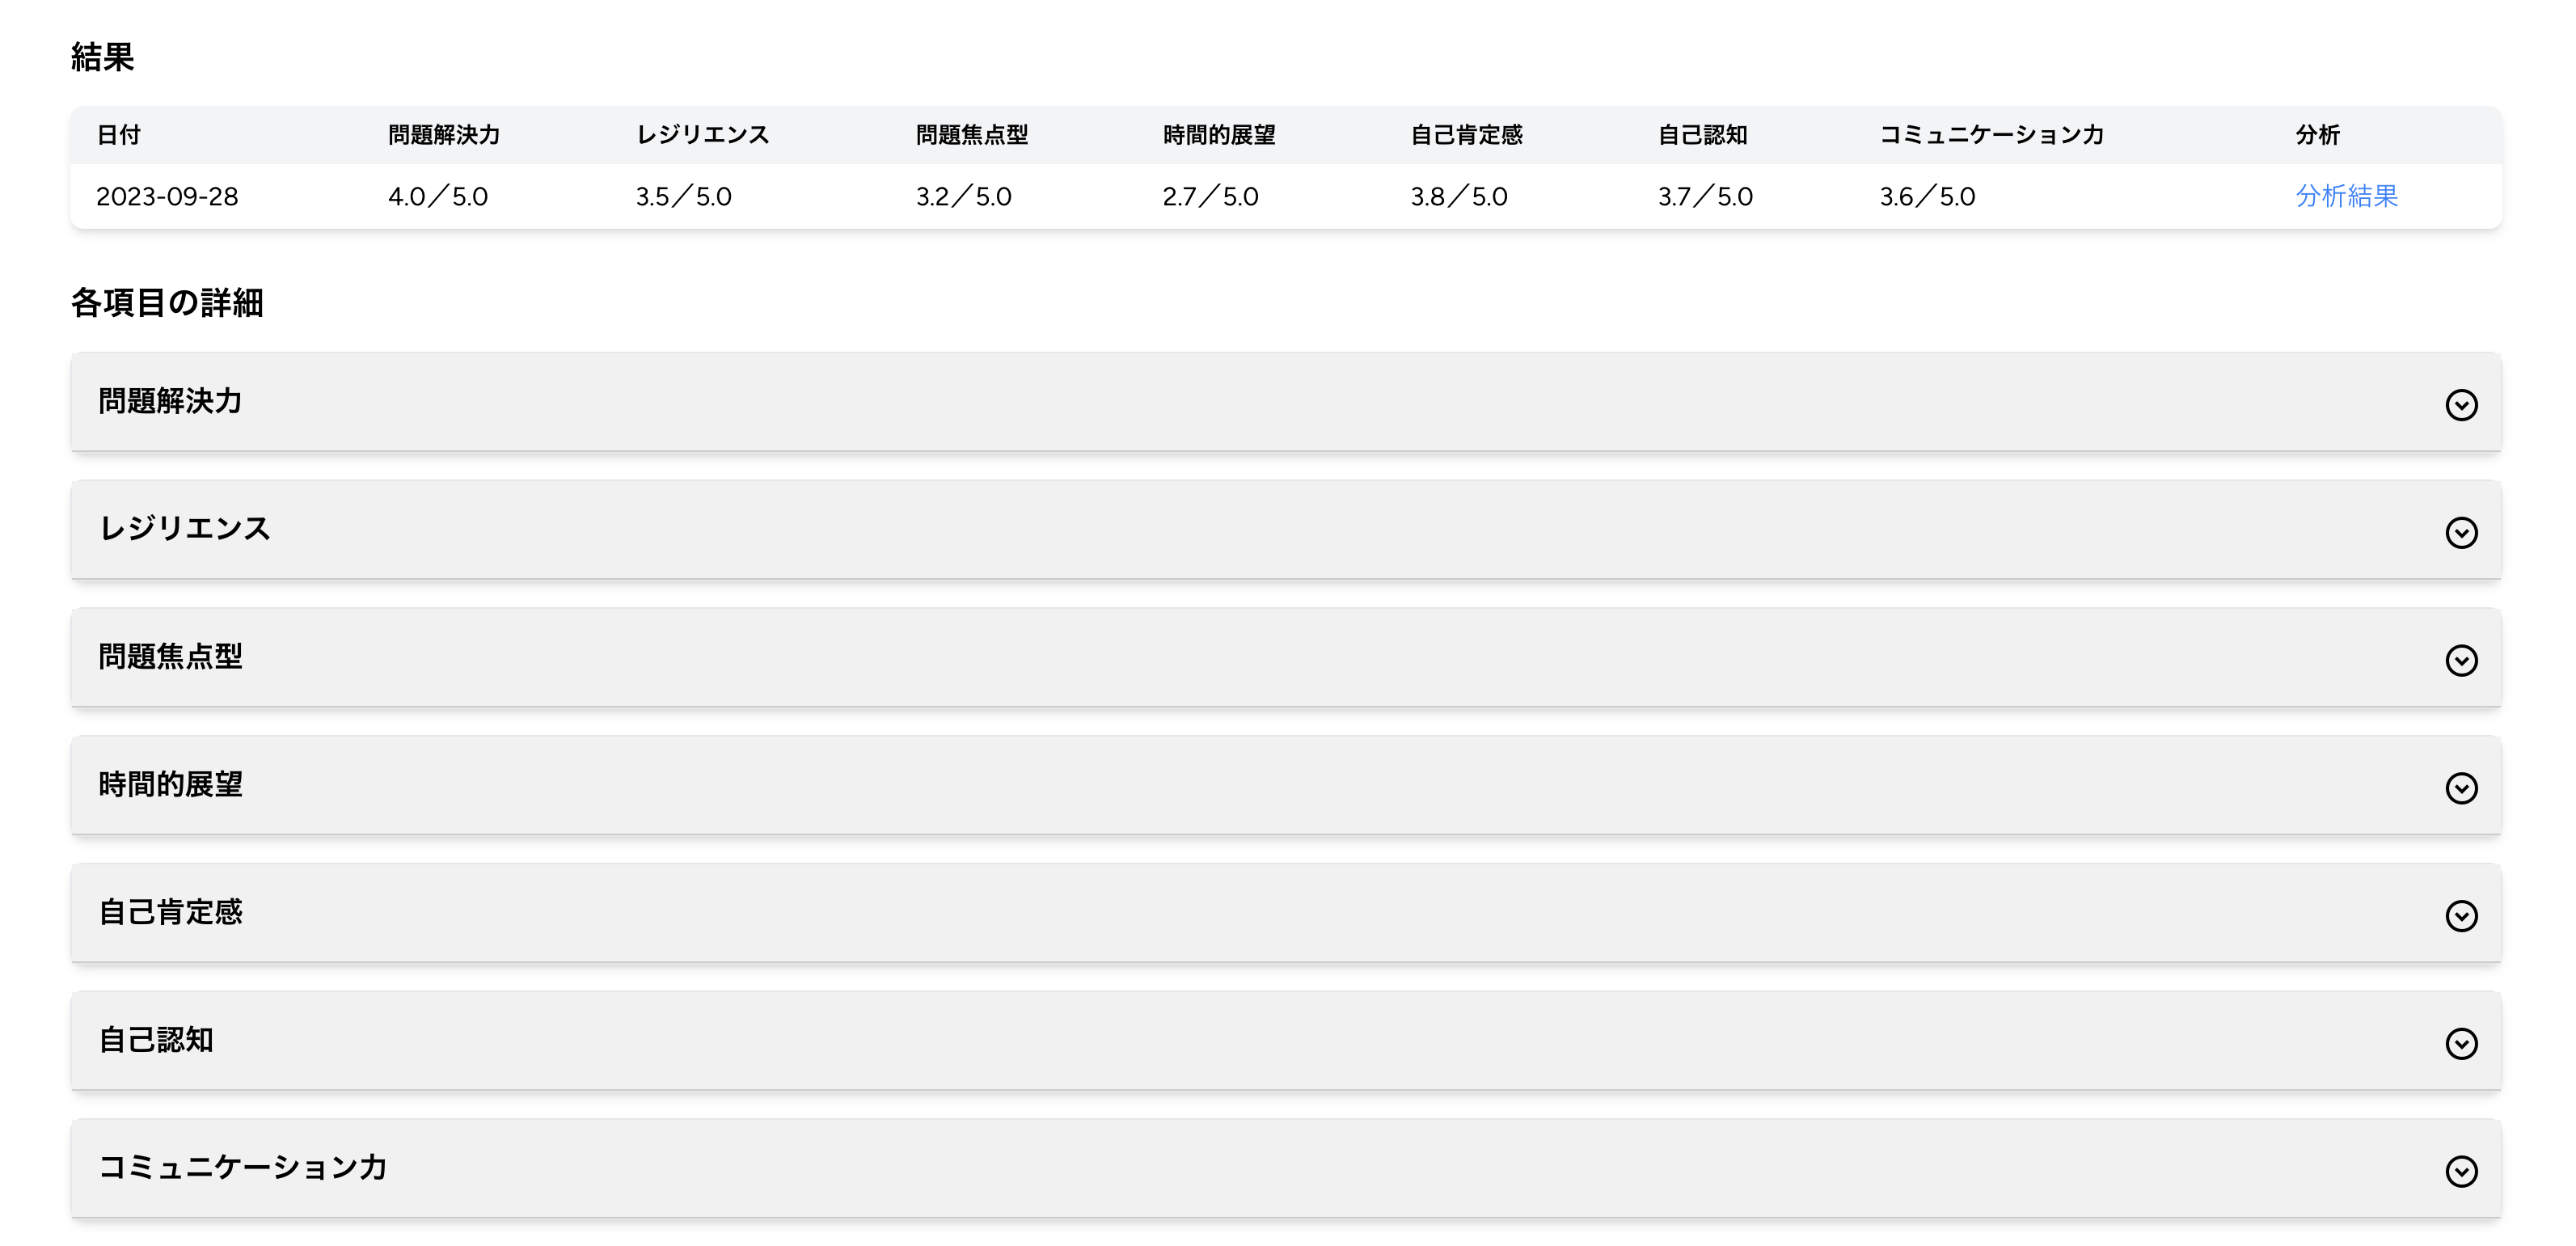 結果
日付 問題解決力 レジリエンス 問題焦点型 時間的展望 自己肯定感 自己認知 コミュニケーション力 分析
2023-09-28 4.0／5.0 3.5／5.0 3.2／5.0 2.7／5.0 3.8／5.0 3.7／5.0 3.6／5.0 分析結果
各項目の詳細
問題解決力
レジリエンス
問題焦点型
時間的展望
自己肯定感
自己認知
コミュニケーション力